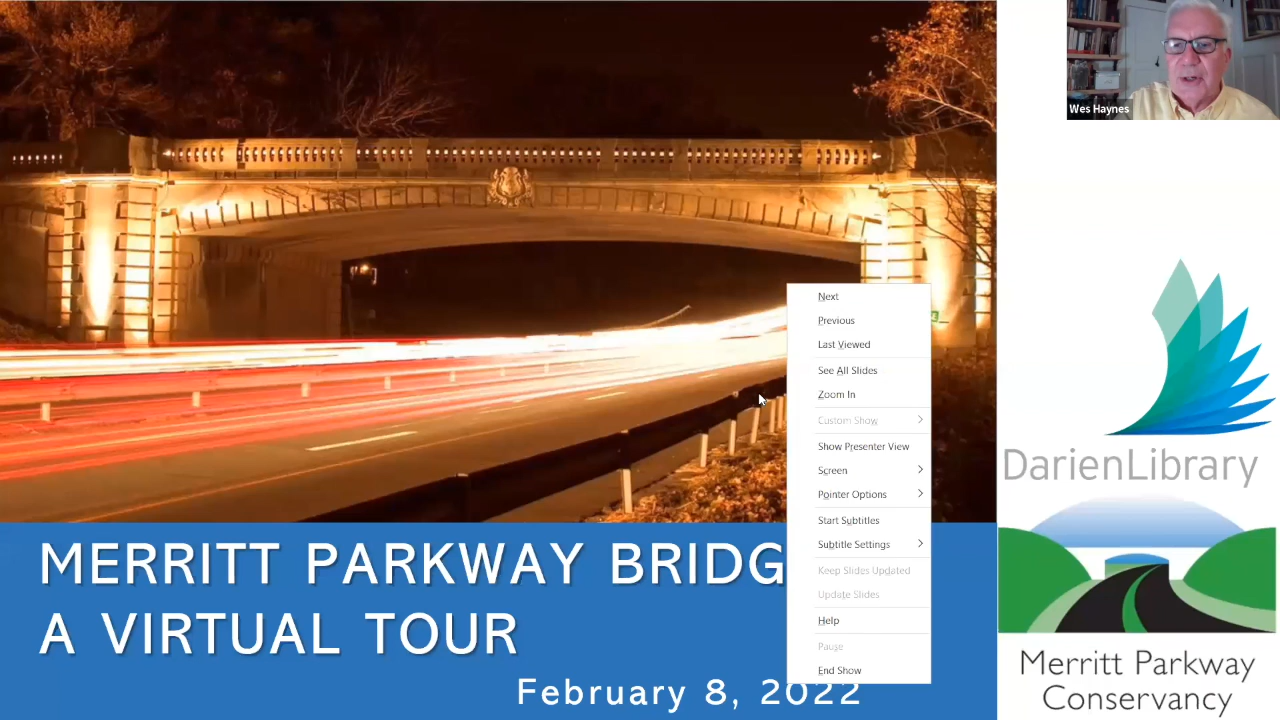 Wes Haynes
Next
Previous
Last Viewed
See All Slides
Zoom In
Custom Show
Show Presenter View
Screen
Pointer Options
Start Subtitles
Subtitle Settings
Keep Slides Updated
Update Slides
Help
Pause
End Show
DarienLibrary
MERRITT PARKWAY BRIDG
A VIRTUAL TOUR
February 8, 2022
Merritt Parkway
Conservancy